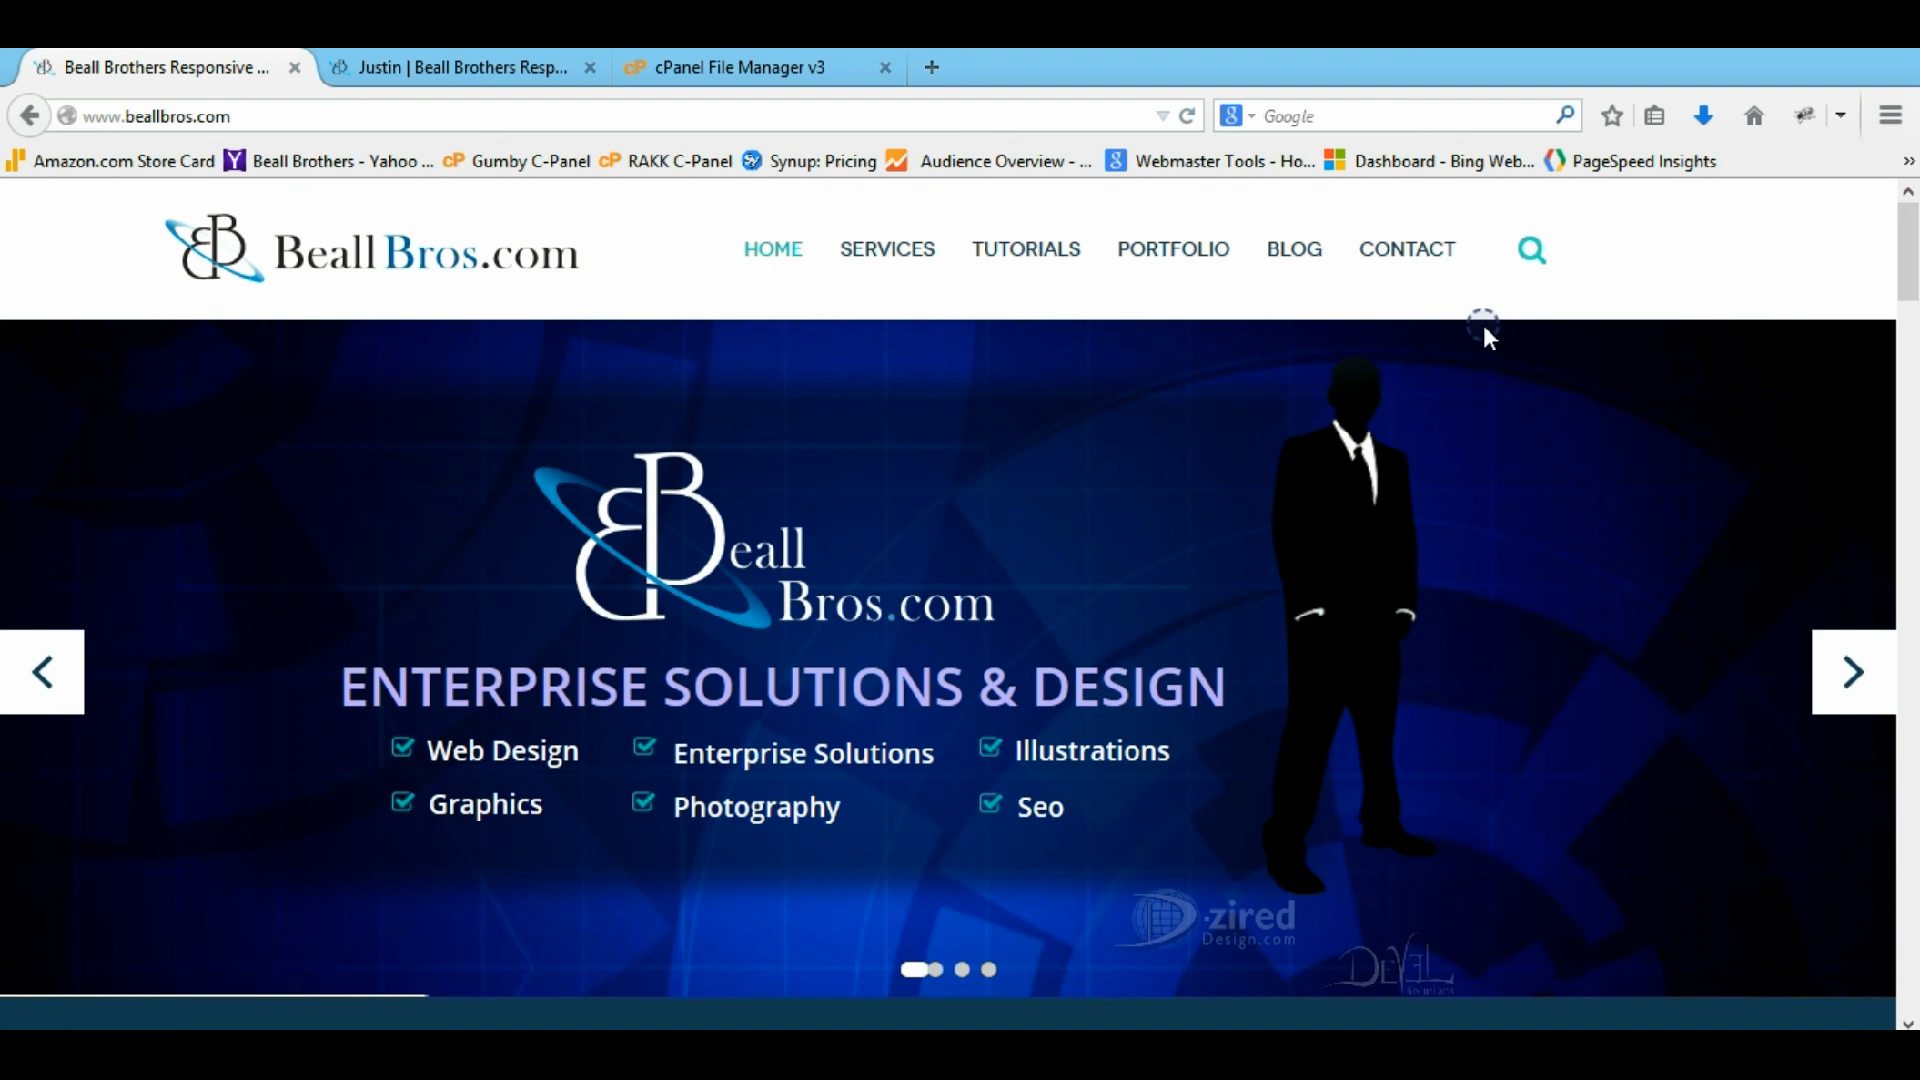 Beall Brothers Responsive ...
Justin | Beall Brothers Resp...
cPanel File Manager v3
www.beallbros.com
Google
Amazon.com Store Card
Beall Brothers - Yahoo ...
Gumby C-Panel
RAKK C-Panel
Synup: Pricing
Audience Overview - ...
Webmaster Tools - Ho...
Dashboard - Bing Web...
PageSpeed Insights
Beall Bros.com
HOME
SERVICES
TUTORIALS
PORTFOLIO
BLOG
CONTACT
Beall
Bros.com
ENTERPRISE SOLUTIONS & DESIGN
Web Design
Enterprise Solutions
Illustrations
Graphics
Photography
Seo
D-zired
Design.com